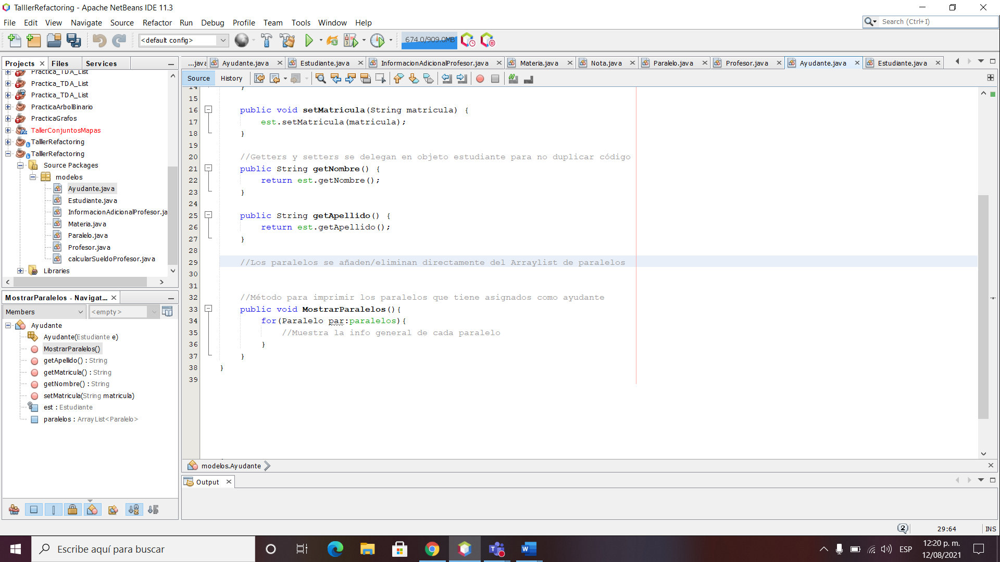 TalllerRefactoring - Apache NetBeans IDE 11.3
File Edit View Navigate Source Refactor Run Debug Profile Team Tools Window Help
Search (Ctrl+I)
<default config>
674.0/909.0MB
Projects Files Services
Practica_TDA_List
Practica_TDA_List
Practica_TDA_List
PracticaArbolBinario
PracticaGrafos
TallerConjuntosMapas
TalllerRefactoring
TalllerRefactoring
Source Packages
modelos
Ayudante.java
Estudiante.java
InformacionAdicionalProfesor.ja
Materia.java
Paralelo.java
Profesor.java
calcularSueldoProfesor.java
Libraries
MostrarParalelos - Navigat...
Members <empty>
Ayudante
Ayudante(Estudiante e)
MostrarParalelos()
getApellido() : String
getMatricula() : String
getNombre() : String
setMatricula(String matricula)
est : Estudiante
paralelos : ArrayList<Paralelo>
...java Ayudante.java Estudiante.java InformacionAdicionalProfesor.java Materia.java Nota.java Paralelo.java Profesor.java Ayudante.java Estudiante.java
Source History
14 }
15
16 public void setMatricula(String matricula) {
17 est.setMatricula(matricula);
18 }
19
20 //Getters y setters se delegan en objeto estudiante para no duplicar código
21 public String getNombre() {
22 return est.getNombre();
23 }
24
25 public String getApellido() {
26 return est.getApellido();
27 }
28
29 //Los paralelos se añaden/eliminan directamente del Arraylist de paralelos
30
31
32 //Método para imprimir los paralelos que tiene asignados como ayudante
33 public void MostrarParalelos(){
34 for(Paralelo par:paralelos){
35 //Muestra la info general de cada paralelo
36 }
37 }
38 }
39
modelos.Ayudante
Output
2 29:64 INS
Escribe aquí para buscar
ESP
12:20 p. m.
12/08/2021